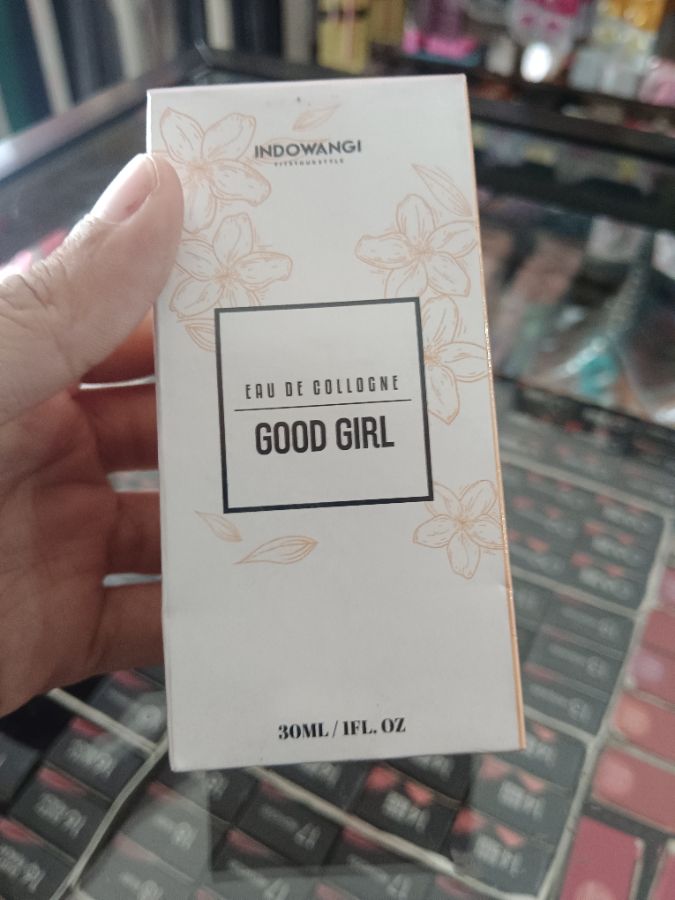 INDOWANGI
EAU DE COLLOGNE
GOOD GIRL
30ML / 1FL. OZ